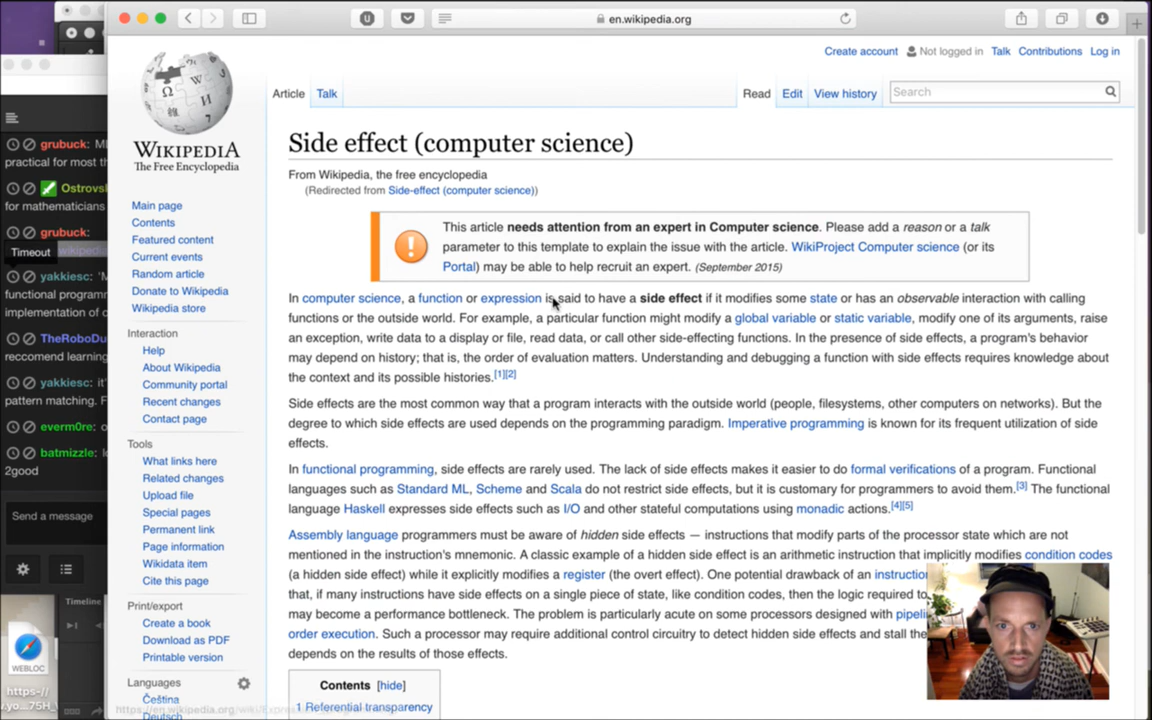 en.wikipedia.org
Create account Not logged in Talk Contributions Log in
Article Talk Read Edit View history Search
WIKIPEDIA
The Free Encyclopedia
Main page
Contents
Featured content
Current events
Random article
Donate to Wikipedia
Wikipedia store
Interaction
Help
About Wikipedia
Community portal
Recent changes
Contact page
Tools
What links here
Related changes
Upload file
Special pages
Permanent link
Page information
Wikidata item
Cite this page
Print/export
Create a book
Download as PDF
Printable version
Languages
Čeština
Deutsch
Side effect (computer science)
From Wikipedia, the free encyclopedia
(Redirected from Side-effect (computer science))
This article needs attention from an expert in Computer science. Please add a reason or a talk
parameter to this template to explain the issue with the article. WikiProject Computer science (or its
Portal) may be able to help recruit an expert. (September 2015)
In computer science, a function or expression is said to have a side effect if it modifies some state or has an observable interaction with calling
functions or the outside world. For example, a particular function might modify a global variable or static variable, modify one of its arguments, raise
an exception, write data to a display or file, read data, or call other side-effecting functions. In the presence of side effects, a program's behavior
may depend on history; that is, the order of evaluation matters. Understanding and debugging a function with side effects requires knowledge about
the context and its possible histories.[1][2]
Side effects are the most common way that a program interacts with the outside world (people, filesystems, other computers on networks). But the
degree to which side effects are used depends on the programming paradigm. Imperative programming is known for its frequent utilization of side
effects.
In functional programming, side effects are rarely used. The lack of side effects makes it easier to do formal verifications of a program. Functional
languages such as Standard ML, Scheme and Scala do not restrict side effects, but it is customary for programmers to avoid them.[3] The functional
language Haskell expresses side effects such as I/O and other stateful computations using monadic actions.[4][5]
Assembly language programmers must be aware of hidden side effects — instructions that modify parts of the processor state which are not
mentioned in the instruction's mnemonic. A classic example of a hidden side effect is an arithmetic instruction that implicitly modifies condition codes
(a hidden side effect) while it explicitly modifies a register (the overt effect). One potential drawback of an
that, if many instructions have side effects on a single piece of state, like condition codes, then the logic required to
may become a performance bottleneck. The problem is particularly acute on some processors designed with
order execution. Such a processor may require additional control circuitry to detect hidden side effects and stall the
depends on the results of those effects.
Contents [hide]
1 Referential transparency
grubuck:
practical for most
Ostrovs
for mathematicians
grubuck:
Timeout
yakkiesc:
functional program
implementation of
TheRoboDu
reccomend learning
yakkiesc: it'
pattern matching. F
everm0re:
batmizzle:
2good
Send a message
Timeline
WEBLOC
https://
.yo...75H_